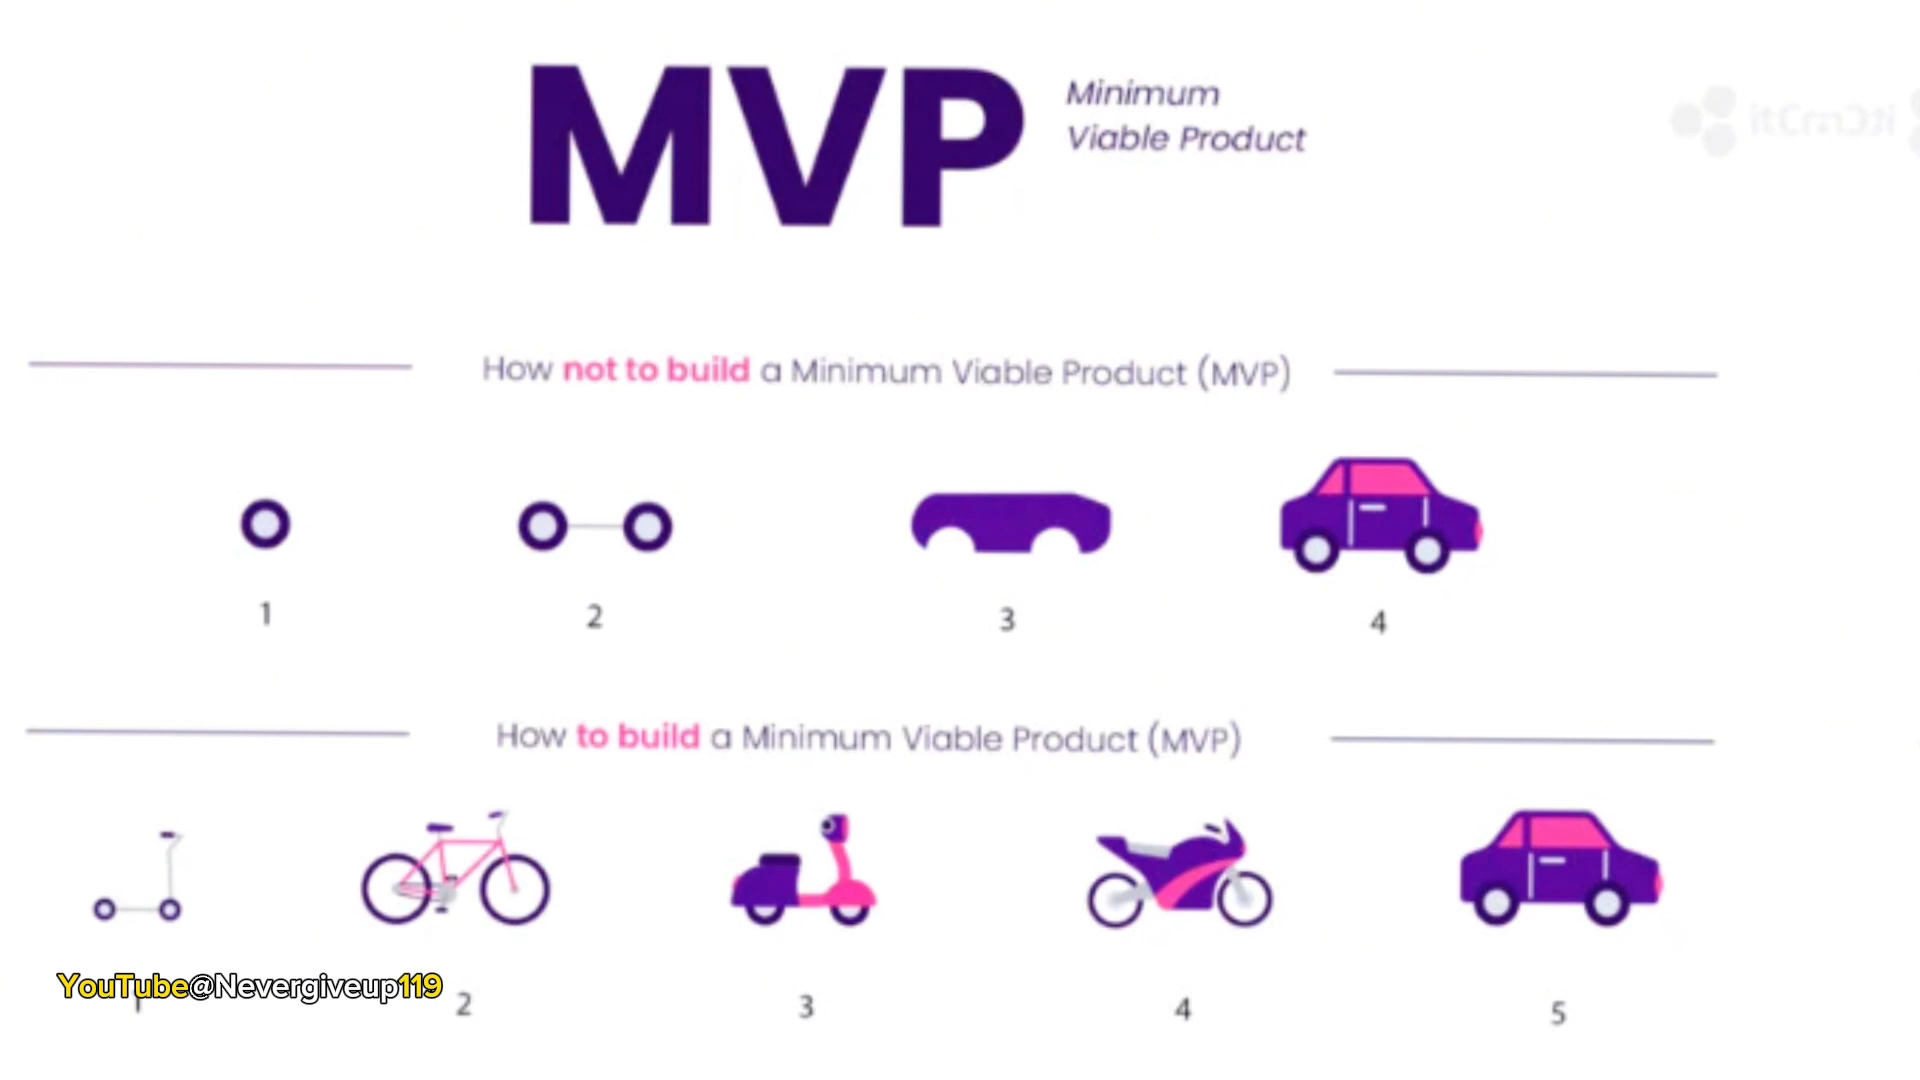 MVP
Minimum
Viable Product
How not to build a Minimum Viable Product (MVP)
1
2
3
4
How to build a Minimum Viable Product (MVP)
YouTube@Nevergiveup119
1
2
3
4
5